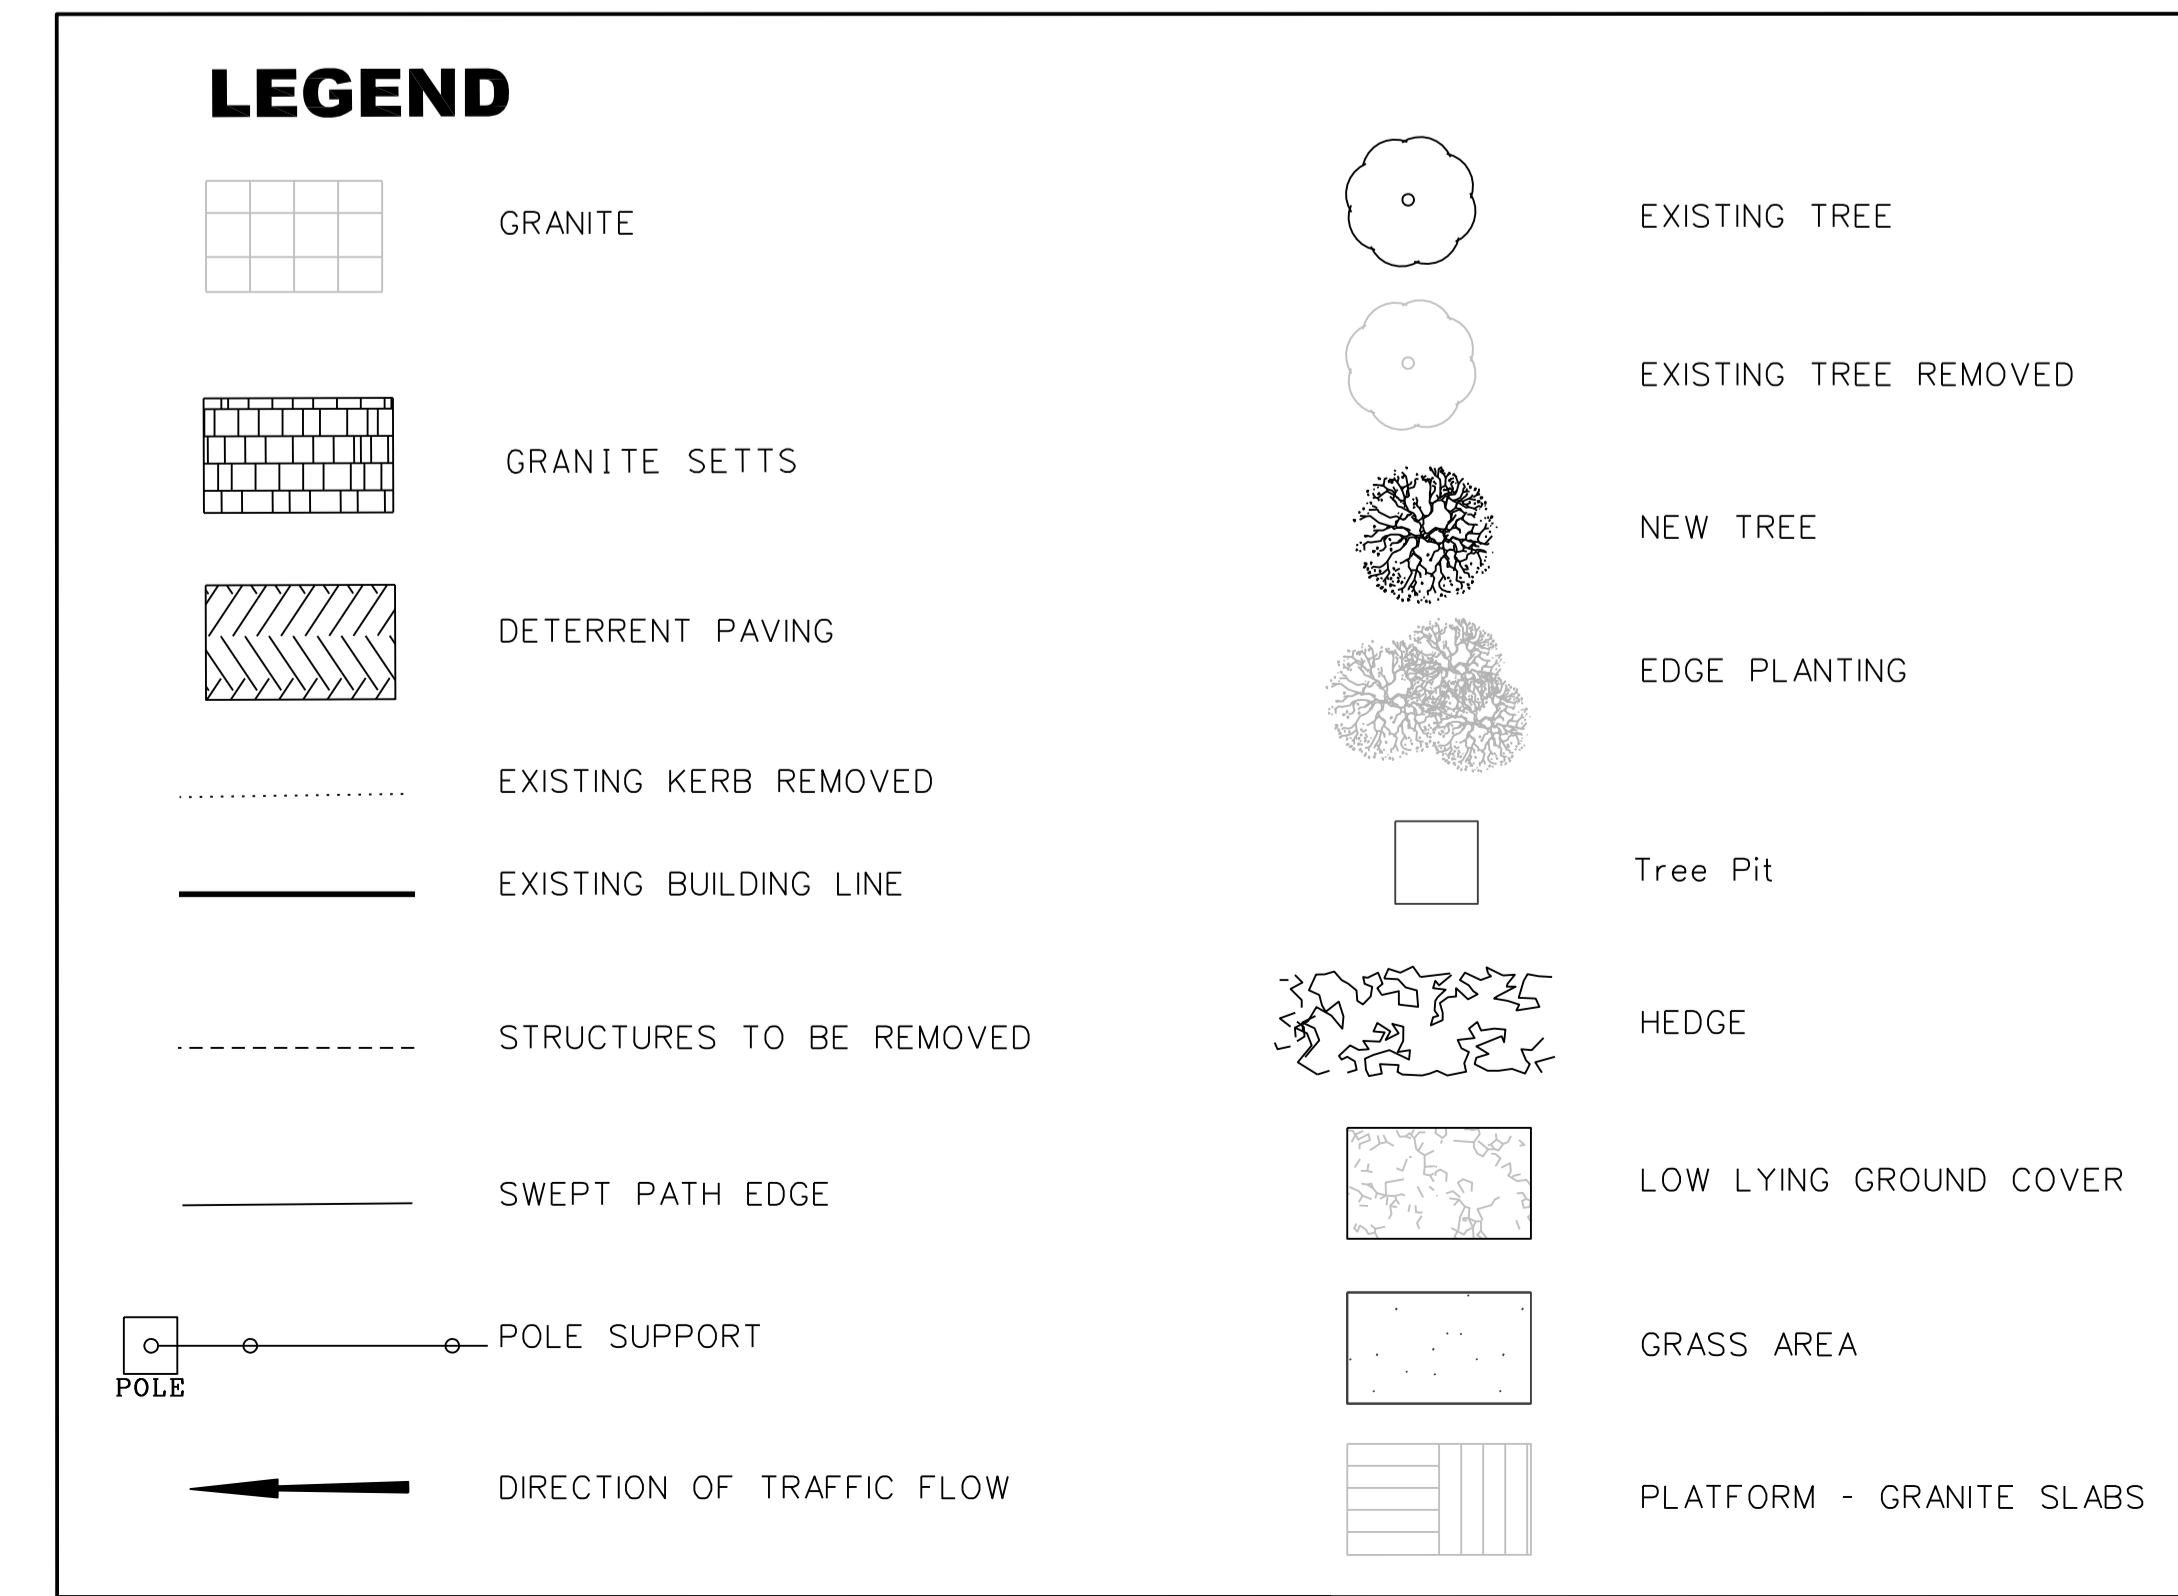 LEGEND
GRANITE
GRANITE SETTS
DETERRENT PAVING
EXISTING KERB REMOVED
EXISTING BUILDING LINE
STRUCTURES TO BE REMOVED
SWEPT PATH EDGE
POLE SUPPORT
POLE
DIRECTION OF TRAFFIC FLOW
EXISTING TREE
EXISTING TREE REMOVED
NEW TREE
EDGE PLANTING
Tree Pit
HEDGE
LOW LYING GROUND COVER
GRASS AREA
PLATFORM - GRANITE SLABS